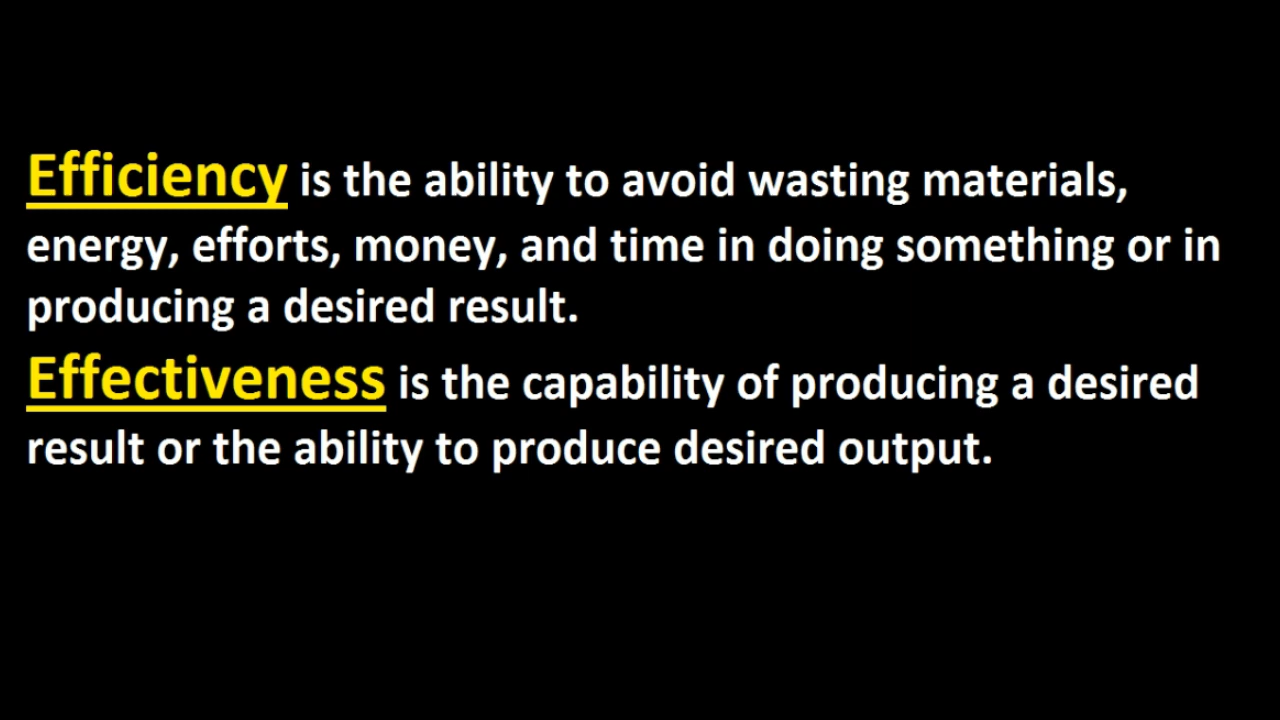 Efficiency is the ability to avoid wasting materials,
energy, efforts, money, and time in doing something or in
producing a desired result.
Effectiveness is the capability of producing a desired
result or the ability to produce desired output.